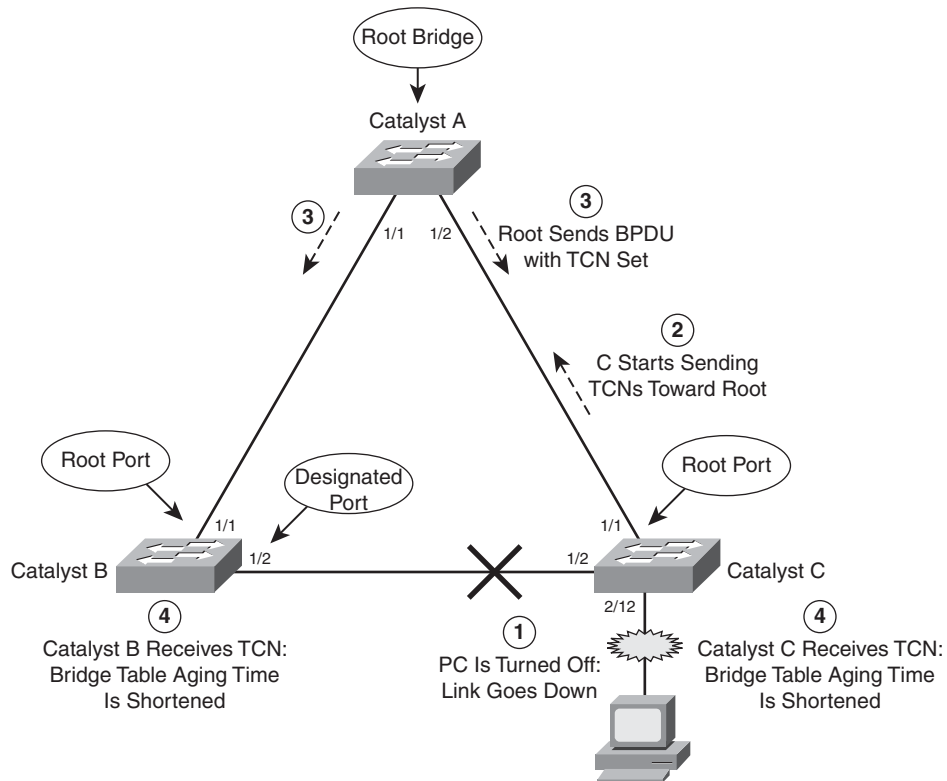 Root Bridge
Catalyst A
3
1/1
1/2
3
Root Sends BPDU
with TCN Set
2
C Starts Sending
TCNs Toward Root
Root Port
Designated
Port
Root Port
1/1
1/2
1/2
1/1
Catalyst B
Catalyst C
2/12
4
Catalyst B Receives TCN:
Bridge Table Aging Time
Is Shortened
1
PC Is Turned Off:
Link Goes Down
4
Catalyst C Receives TCN:
Bridge Table Aging Time
Is Shortened